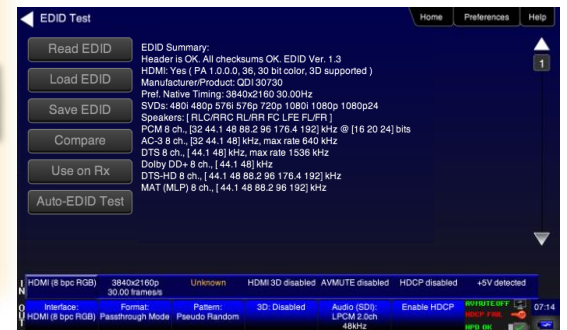 EDID Test
Home
Preferences
Help
Read EDID
Load EDID
Save EDID
Compare
Use on Rx
Auto-EDID Test
EDID Summary:
Header is OK. All checksums OK. EDID Ver. 1.3
HDMI: Yes ( PA 1.0.0.0, 36, 30 bit color, 3D supported )
Manufacturer/Product: QDI 30730
Pref. Native Timing: 3840x2160 30.00Hz
SVDs: 480i 480p 576i 576p 720p 1080i 1080p 1080p24
Speakers: [ RLC/RRC RL/RR FC LFE FL/FR ]
PCM 8 ch., [32 44.1 48 88.2 96 176.4 192] kHz @ [16 20 24] bits
AC-3 8 ch., [32 44.1 48] kHz, max rate 640 kHz
DTS 8 ch., [ 44.1 48] kHz, max rate 1536 kHz
Dolby DD+ 8 ch., [ 44.1 48] kHz
DTS-HD 8 ch., [ 44.1 48 88.2 96 176.4 192] kHz
MAT (MLP) 8 ch., [ 44.1 48 88.2 96 192] kHz
1
IN
HDMI (8 bpc RGB)
3840x2160p
30.00 frames/s
Unknown
HDMI 3D disabled
AVMUTE disabled
HDCP disabled
+5V detected
OUT
Interface:
HDMI (8 bpc RGB)
Format:
Passthrough Mode
Pattern:
Pseudo Random
3D: Disabled
Audio (SDI):
LPCM 2.0ch
48kHz
Enable HDCP
AVMUTE OFF
HDCP FAIL
HPD OK
07:14